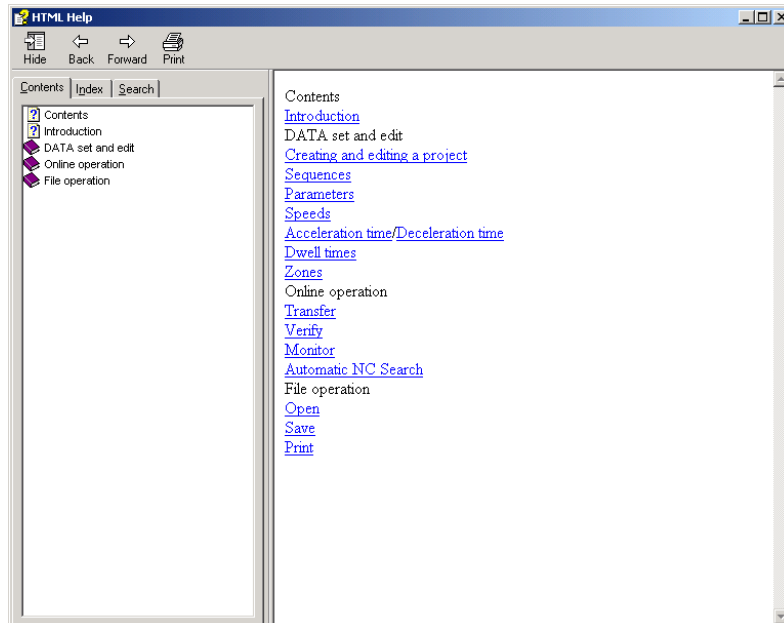 HTML Help
Hide Back Forward Print
Contents Index Search
Contents
Introduction
DATA set and edit
Online operation
File operation
Contents
Introduction
DATA set and edit
Creating and editing a project
Sequences
Parameters
Speeds
Acceleration time/Deceleration time
Dwell times
Zones
Online operation
Transfer
Verify
Monitor
Automatic NC Search
File operation
Open
Save
Print